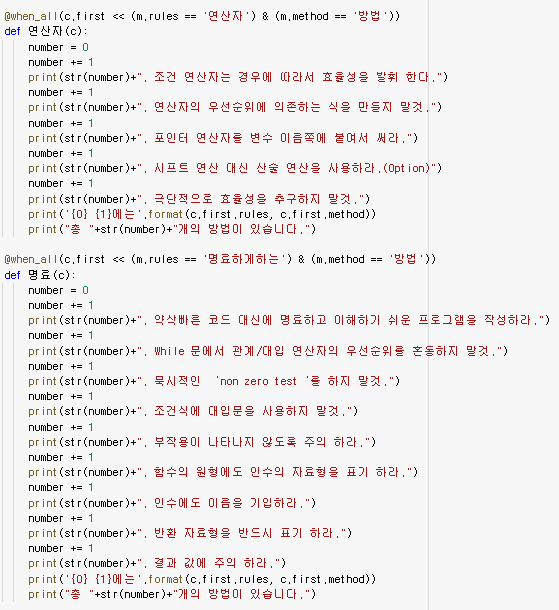 @when_all(c.first << (m.rules == '연산자') & (m.method == '방법'))
def 연산자(c):
    number = 0
    number += 1
    print(str(number)+". 조건 연산자는 경우에 따라서 효율성을 발휘 한다.")
    number += 1
    print(str(number)+". 연산자의 우선순위에 의존하는 식을 만들지 말것.")
    number += 1
    print(str(number)+". 포인터 연산자를 변수 이름쪽에 붙여서 써라.")
    number += 1
    print(str(number)+". 시프트 연산 대신 산술 연산을 사용하라.(Option)")
    number += 1
    print(str(number)+". 극단적으로 효율성을 추구하지 말것.")
    print('{0} {1}에는'.format(c.first.rules, c.first.method))
    print("총 "+str(number)+"개의 방법이 있습니다.")
@when_all(c.first << (m.rules == '명료하게하는') & (m.method == '방법'))
def 명료(c):
    number = 0
    number += 1
    print(str(number)+". 약삭빠른 코드 대신에 명료하고 이해하기 쉬운 프로그램을 작성하라.")
    number += 1
    print(str(number)+". While 문에서 관계/대입 연산자의 우선순위를 혼동하지 말것.")
    number += 1
    print(str(number)+". 묵시적인 'non zero test '를 하지 말것.")
    number += 1
    print(str(number)+". 조건식에 대입문을 사용하지 말것.")
    number += 1
    print(str(number)+". 부작용이 나타나지 않도록 주의 하라.")
    number += 1
    print(str(number)+". 함수의 원형에도 인수의 자료형을 표기 하라.")
    number += 1
    print(str(number)+". 인수에도 이름을 기입하라.")
    number += 1
    print(str(number)+". 반환 자료형을 반드시 표기 하라.")
    number += 1
    print(str(number)+". 결과 값에 주의 하라.")
    print('{0} {1}에는'.format(c.first.rules, c.first.method))
    print("총 "+str(number)+"개의 방법이 있습니다.")